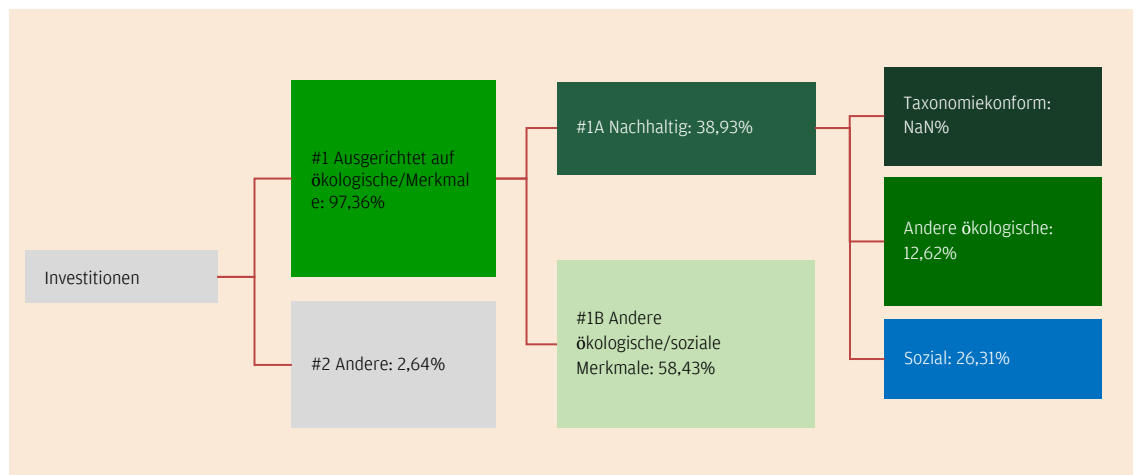 Investitionen
#1 Ausgerichtet auf
ökologische/Merkmal
e: 97,36%
#2 Andere: 2,64%
#1A Nachhaltig: 38,93%
#1B Andere
ökologische/soziale
Merkmale: 58,43%
Taxonomiekonform:
NaN%
Andere ökologische:
12,62%
Sozial: 26,31%